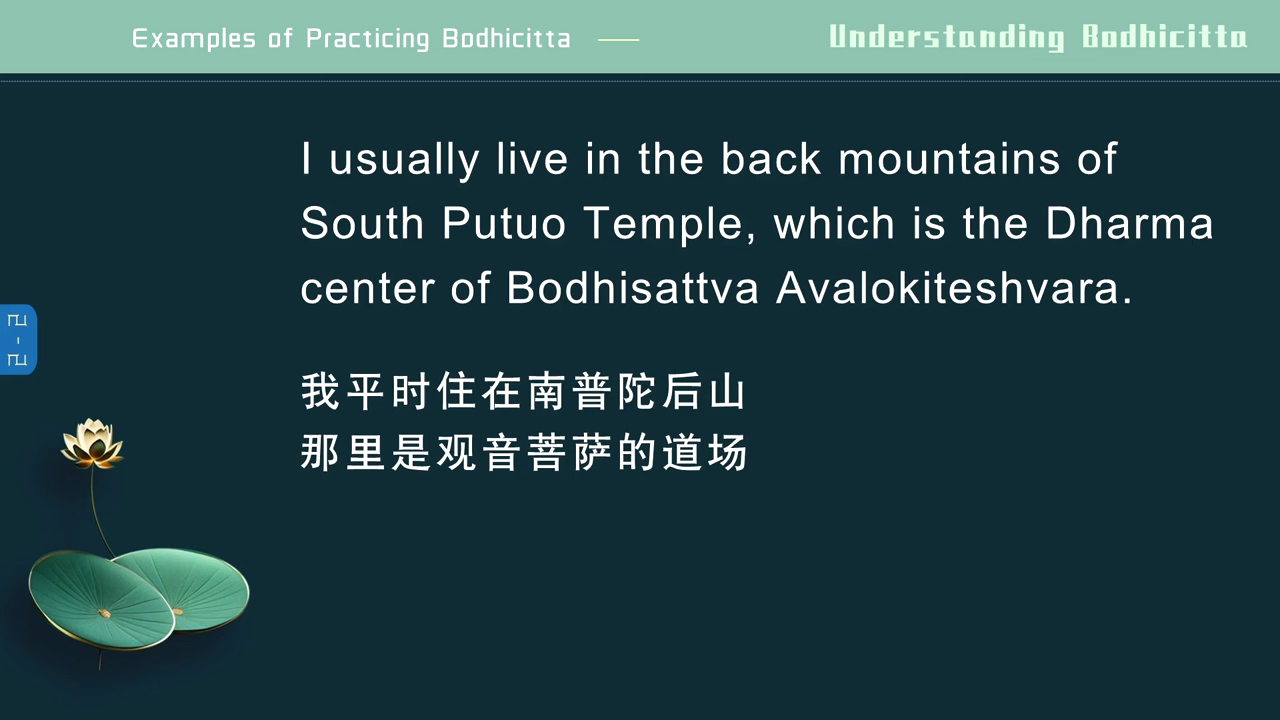 Examples of Practicing Bodhicitta
Understanding Bodhicitta
I usually live in the back mountains of
South Putuo Temple, which is the Dharma
center of Bodhisattva Avalokiteshvara.
我平时住在南普陀后山
那里是观音菩萨的道场